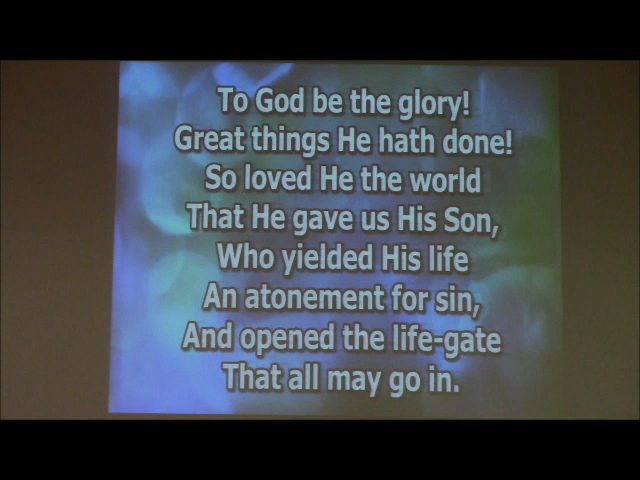 To God be the glory!
Great things He hath done!
So loved He the world
That He gave us His Son,
Who yielded His life
An atonement for sin,
And opened the life-gate
That all may go in.